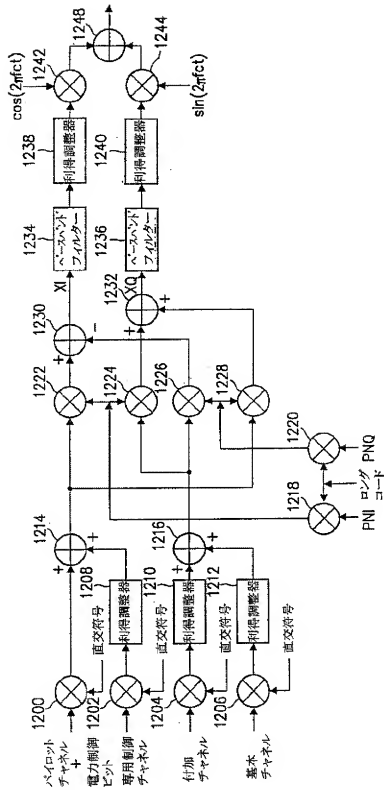 パイロット
チャネル
+
電力制御
ビット
専用制御
チャネル
付加
チャネル
基本
チャネル
1200
直交符号
1202
直交符号
1204
直交符号
1206
直交符号
1208
利得調整器
1210
利得調整器
1212
利得調整器
1214
+
+
1216
+
+
1218
PNI
ロング
コード
1220
PNQ
1222
1224
1226
1228
1230
+
-
1232
+
+
XI
XQ
1234
ベースバンド
フィルター
1236
ベースバンド
フィルター
1238
利得調整器
1240
利得調整器
cos(2πfct)
1242
1244
sin(2πfct)
1248